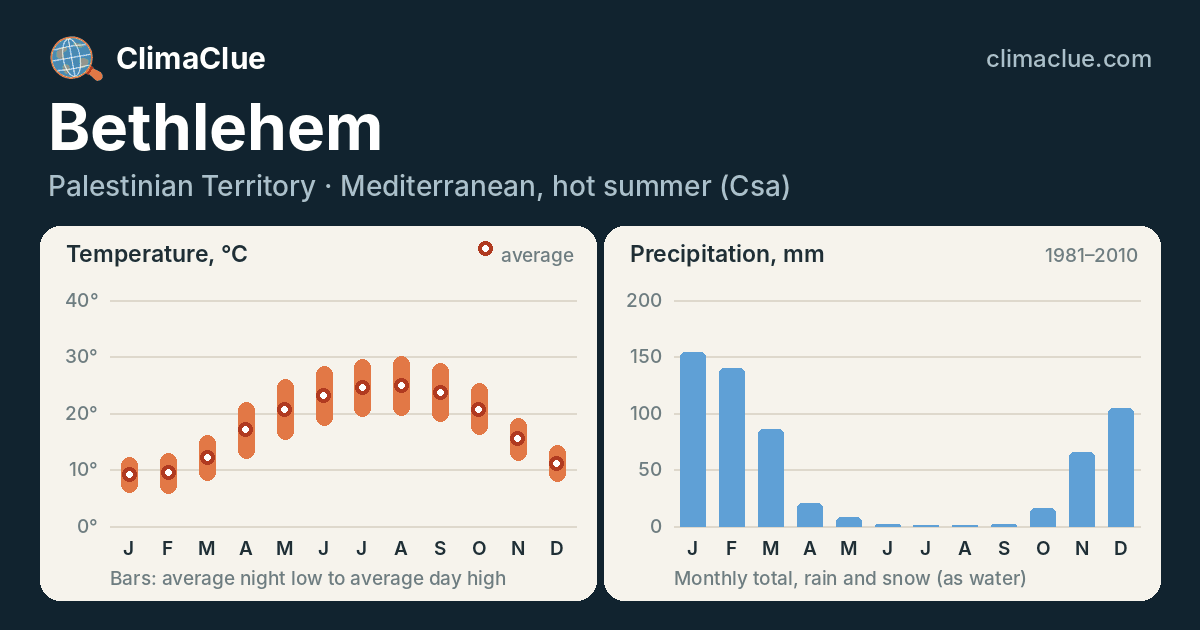 ClimaClue
climaclue.com
Bethlehem
Palestinian Territory · Mediterranean, hot summer (Csa)
Temperature, °C
average
40°
30°
20°
10°
0°
J F M A M J J A S O N D
Bars: average night low to average day high
Precipitation, mm
1981–2010
200
150
100
50
0
J F M A M J J A S O N D
Monthly total, rain and snow (as water)